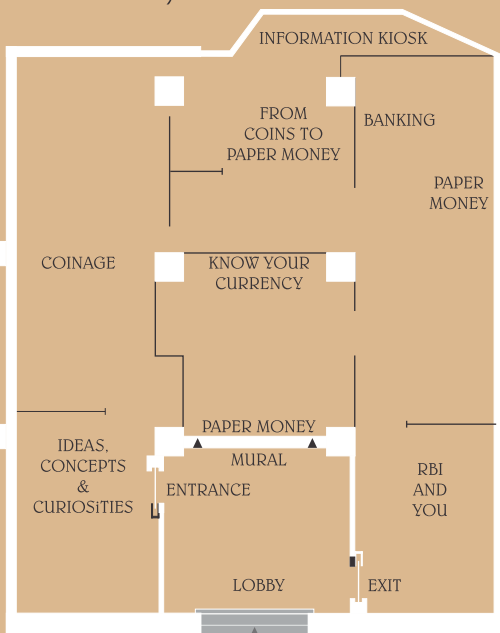 INFORMATION KIOSK
FROM
COINS TO
PAPER MONEY
BANKING
PAPER
MONEY
COINAGE
KNOW YOUR
CURRENCY
PAPER MONEY
MURAL
IDEAS,
CONCEPTS
&
CURIOSiTIES
ENTRANCE
RBI
AND
YOU
LOBBY
EXIT